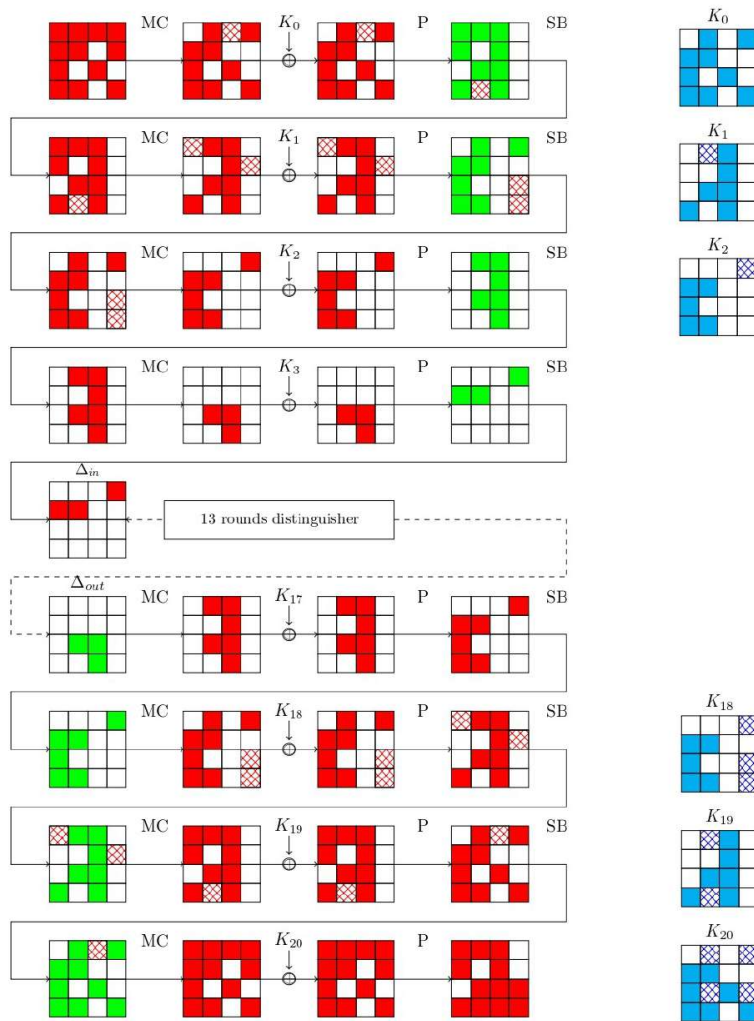 MC K₀ P SB K₀
MC K₁ P SB K₁
MC K₂ P SB K₂
MC K₃ P SB
Δᵢₙ
13 rounds distinguisher
Δₒᵤₜ
MC K₁₇ P SB
MC K₁₈ P SB K₁₈
MC K₁₉ P SB K₁₉
MC K₂₀ P K₂₀